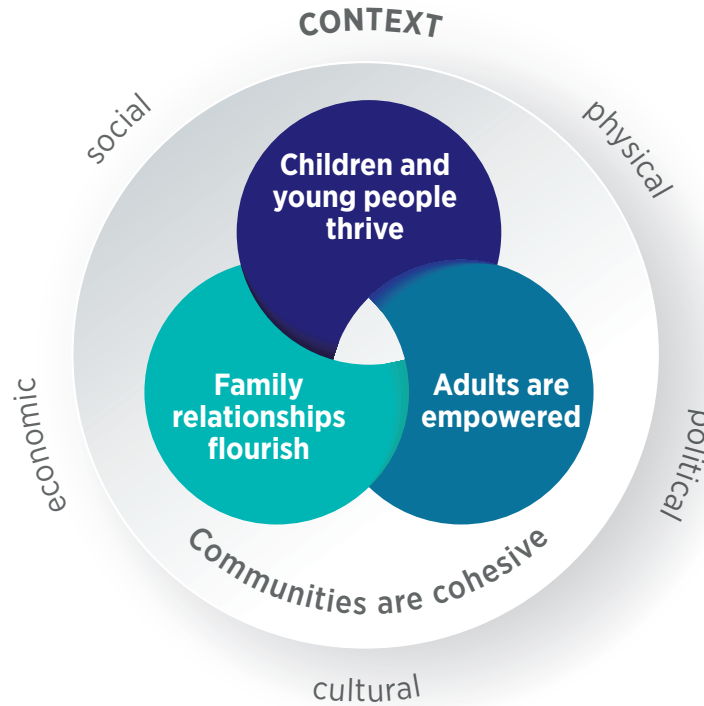 CONTEXT
social
physical
Children and
young people
thrive
Family
relationships
flourish
Adults are
empowered
economic
political
Communities are cohesive
cultural